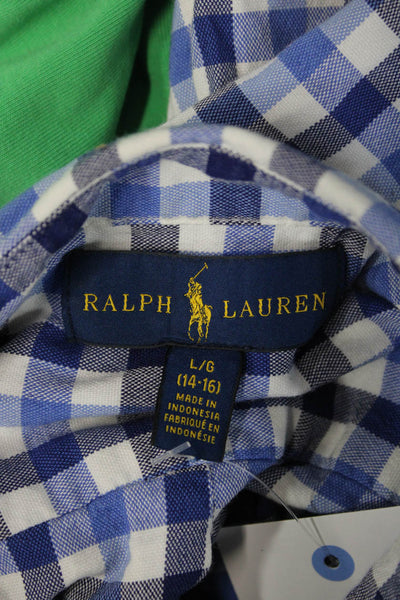 RALPH LAUREN
L/G
(14-16)
MADE IN
INDONESIA
FABRIQUÉ EN
INDONÉSIE